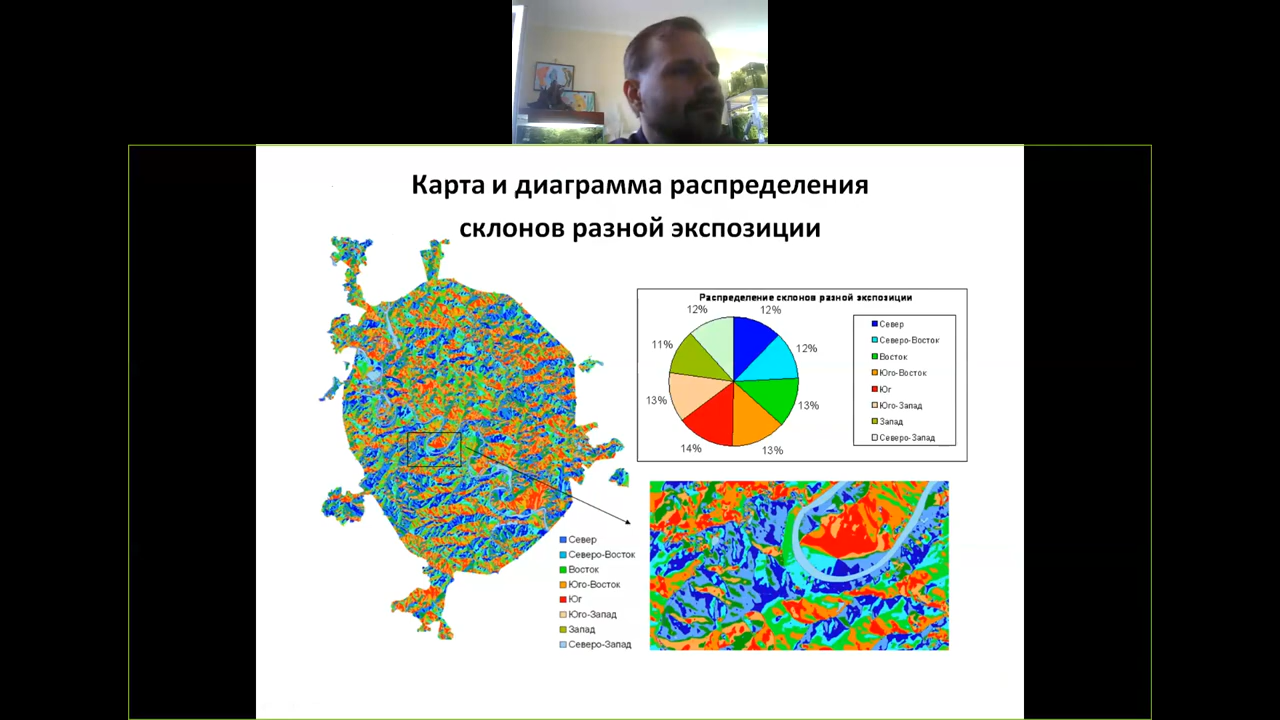 Карта и диаграмма распределения
склонов разной экспозиции
Распределение склонов разной экспозиции
12%
12%
12%
11%
13%
13%
14%
13%
Север
Северо-Восток
Восток
Юго-Восток
Юг
Юго-Запад
Запад
Северо-Запад
Север
Северо-Восток
Восток
Юго-Восток
Юг
Юго-Запад
Запад
Северо-Запад